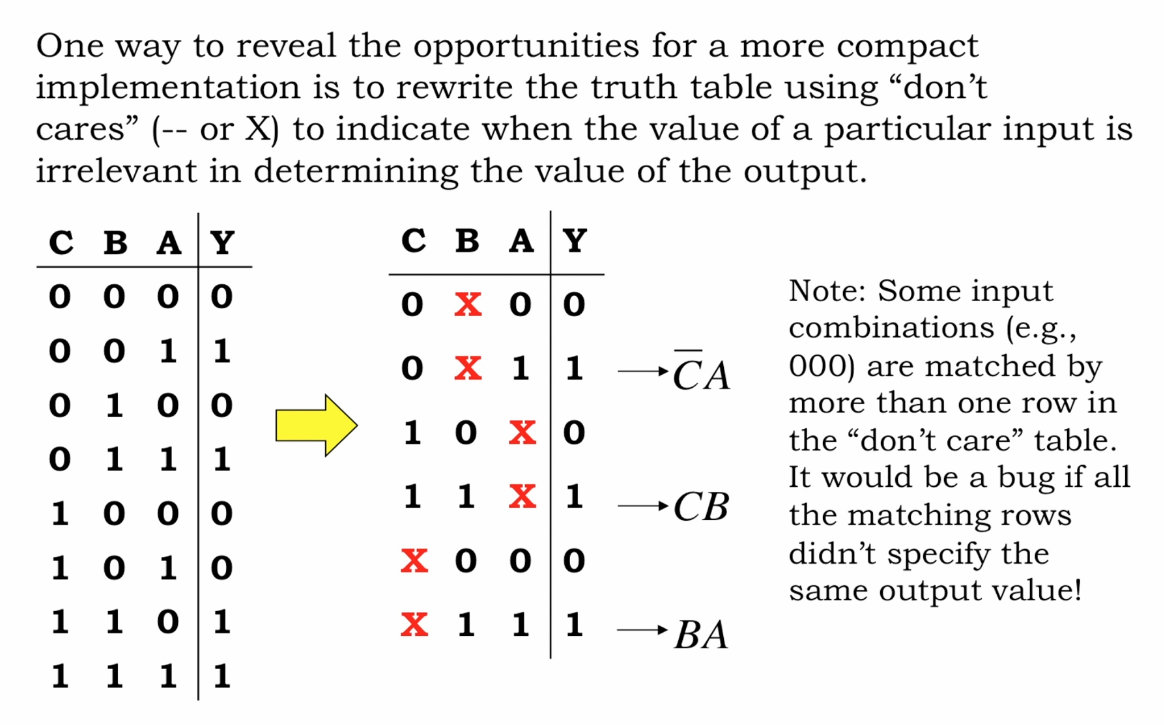 One way to reveal the opportunities for a more compact
implementation is to rewrite the truth table using “don’t
cares” (-- or X) to indicate when the value of a particular input is
irrelevant in determining the value of the output.
C B A Y
0 0 0 0
0 0 1 1
0 1 0 0
0 1 1 1
1 0 0 0
1 0 1 0
1 1 0 1
1 1 1 1
C B A Y
0 X 0 0
0 X 1 1 → C̅A
1 0 X 0
1 1 X 1 → CB
X 0 0 0
X 1 1 1 → BA
Note: Some input
combinations (e.g.,
000) are matched by
more than one row in
the “don’t care” table.
It would be a bug if all
the matching rows
didn’t specify the
same output value!